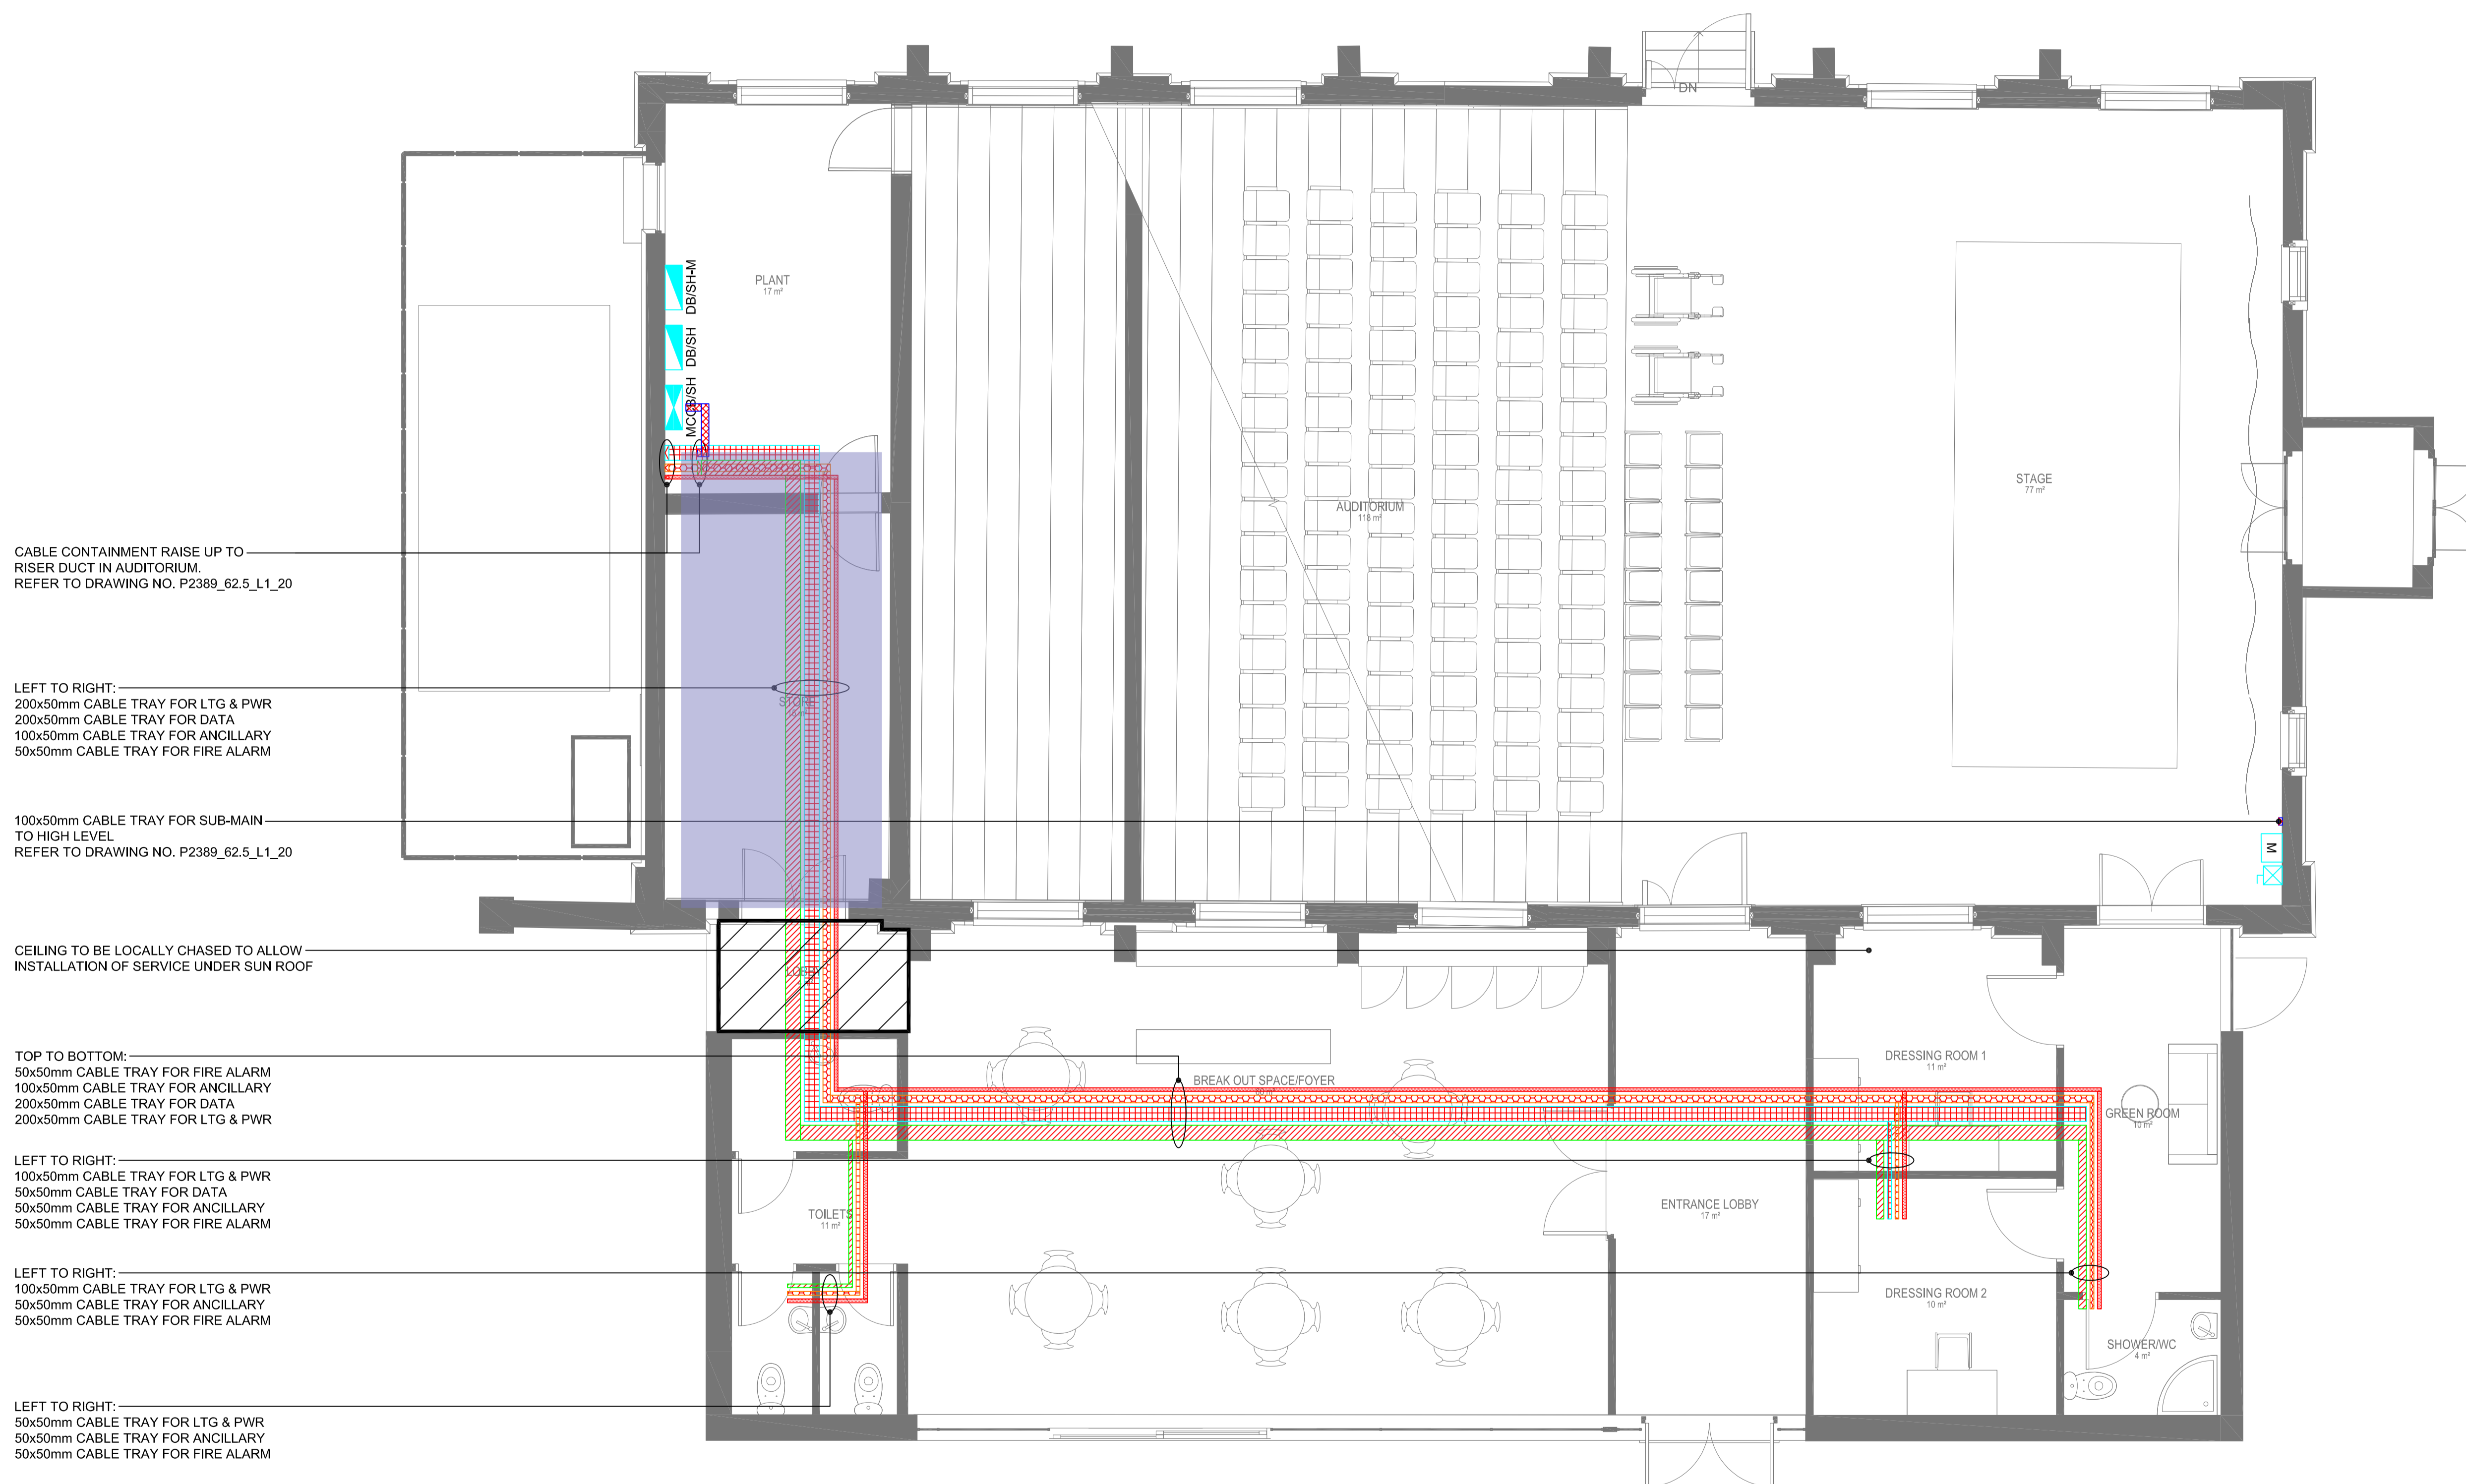 DN
PLANT
17 m²
DB/SH-M
DB/SH
MCCB/SH
AUDITORIUM
118 m²
STAGE
77 m²
CABLE CONTAINMENT RAISE UP TO
RISER DUCT IN AUDITORIUM.
REFER TO DRAWING NO. P2389_62.5_L1_20
LEFT TO RIGHT:
200x50mm CABLE TRAY FOR LTG & PWR
200x50mm CABLE TRAY FOR DATA
100x50mm CABLE TRAY FOR ANCILLARY
50x50mm CABLE TRAY FOR FIRE ALARM
STORE
100x50mm CABLE TRAY FOR SUB-MAIN
TO HIGH LEVEL
REFER TO DRAWING NO. P2389_62.5_L1_20
M
CEILING TO BE LOCALLY CHASED TO ALLOW
INSTALLATION OF SERVICE UNDER SUN ROOF
TOP TO BOTTOM:
50x50mm CABLE TRAY FOR FIRE ALARM
100x50mm CABLE TRAY FOR ANCILLARY
200x50mm CABLE TRAY FOR DATA
200x50mm CABLE TRAY FOR LTG & PWR
DRESSING ROOM 1
11 m²
BREAK OUT SPACE/FOYER
60 m²
GREEN ROOM
10 m²
LEFT TO RIGHT:
100x50mm CABLE TRAY FOR LTG & PWR
50x50mm CABLE TRAY FOR DATA
50x50mm CABLE TRAY FOR ANCILLARY
50x50mm CABLE TRAY FOR FIRE ALARM
TOILETS
11 m²
ENTRANCE LOBBY
17 m²
LEFT TO RIGHT:
100x50mm CABLE TRAY FOR LTG & PWR
50x50mm CABLE TRAY FOR ANCILLARY
50x50mm CABLE TRAY FOR FIRE ALARM
DRESSING ROOM 2
10 m²
SHOWER/WC
4 m²
LEFT TO RIGHT:
50x50mm CABLE TRAY FOR LTG & PWR
50x50mm CABLE TRAY FOR ANCILLARY
50x50mm CABLE TRAY FOR FIRE ALARM